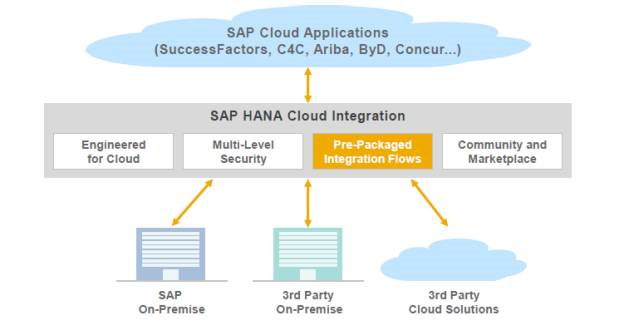 SAP Cloud Applications
(SuccessFactors, C4C, Ariba, ByD, Concur...)
SAP HANA Cloud Integration
Engineered
for Cloud
Multi-Level
Security
Pre-Packaged
Integration Flows
Community and
Marketplace
SAP
On-Premise
3rd Party
On-Premise
3rd Party
Cloud Solutions